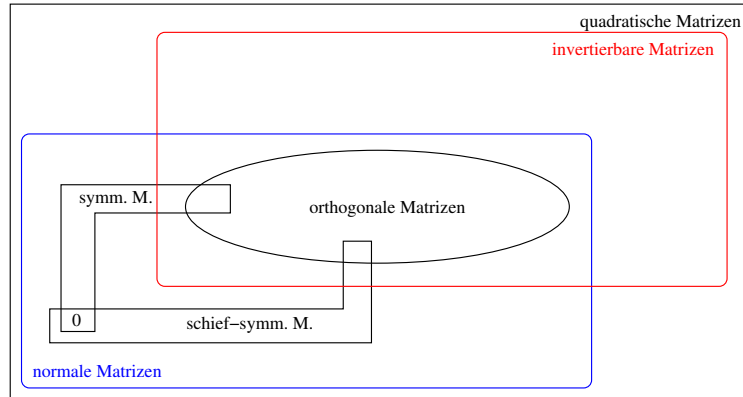 quadratische Matrizen
invertierbare Matrizen
symm. M.
orthogonale Matrizen
0
schief−symm. M.
normale Matrizen